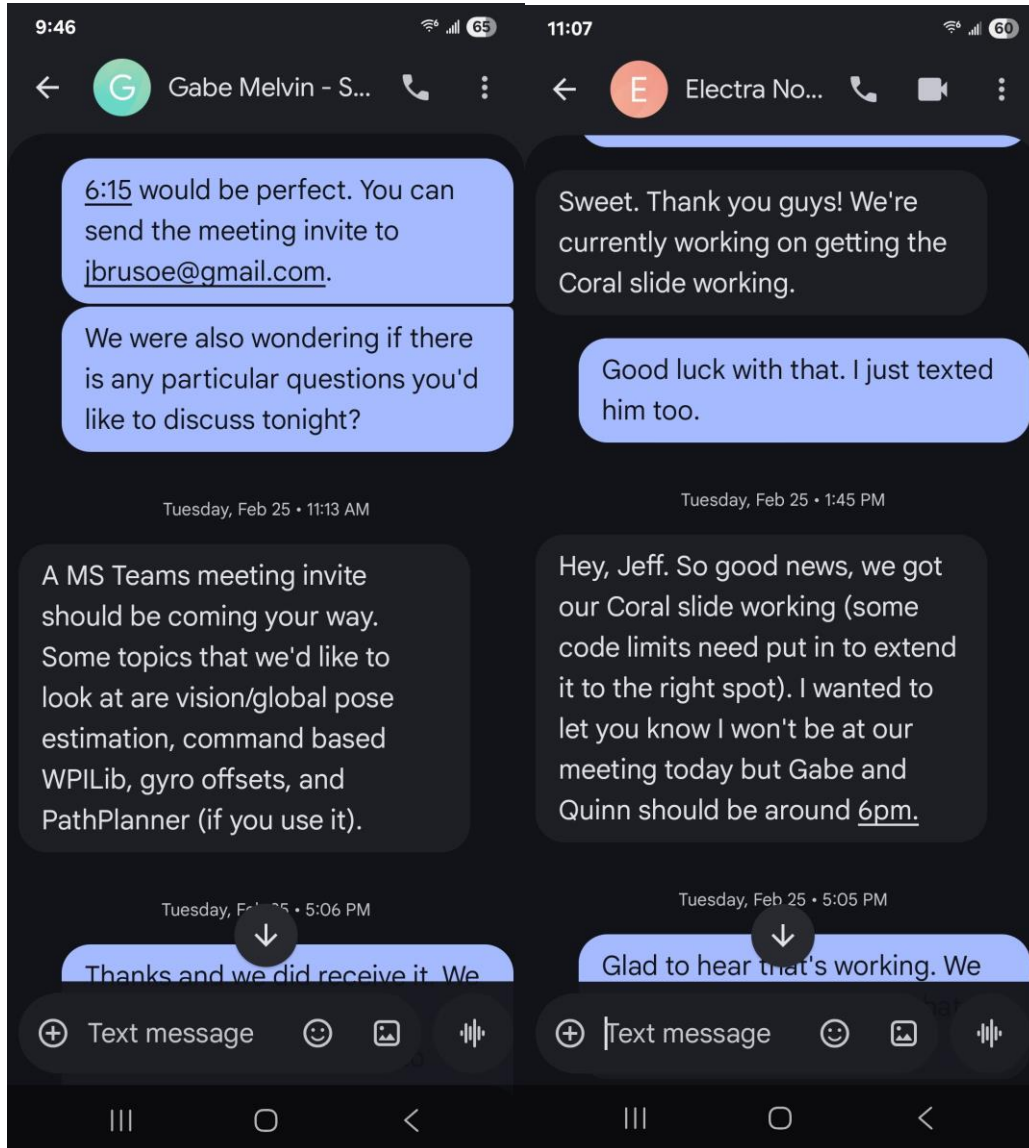 9:46
65
Gabe Melvin - S...
6:15 would be perfect. You can
send the meeting invite to
jbrusoe@gmail.com.
We were also wondering if there
is any particular questions you'd
like to discuss tonight?
Tuesday, Feb 25 • 11:13 AM
A MS Teams meeting invite
should be coming your way.
Some topics that we'd like to
look at are vision/global pose
estimation, command based
WPILib, gyro offsets, and
PathPlanner (if you use it).
Tuesday, • 5:06 PM
Thanks and we did receive it. We
Text message
11:07
60
Electra No...
Sweet. Thank you guys! We're
currently working on getting the
Coral slide working.
Good luck with that. I just texted
him too.
Tuesday, Feb 25 • 1:45 PM
Hey, Jeff. So good news, we got
our Coral slide working (some
code limits need put in to extend
it to the right spot). I wanted to
let you know I won't be at our
meeting today but Gabe and
Quinn should be around 6pm.
Tuesday, Feb 25 • 5:05 PM
Glad to hear that's working. We
Text message